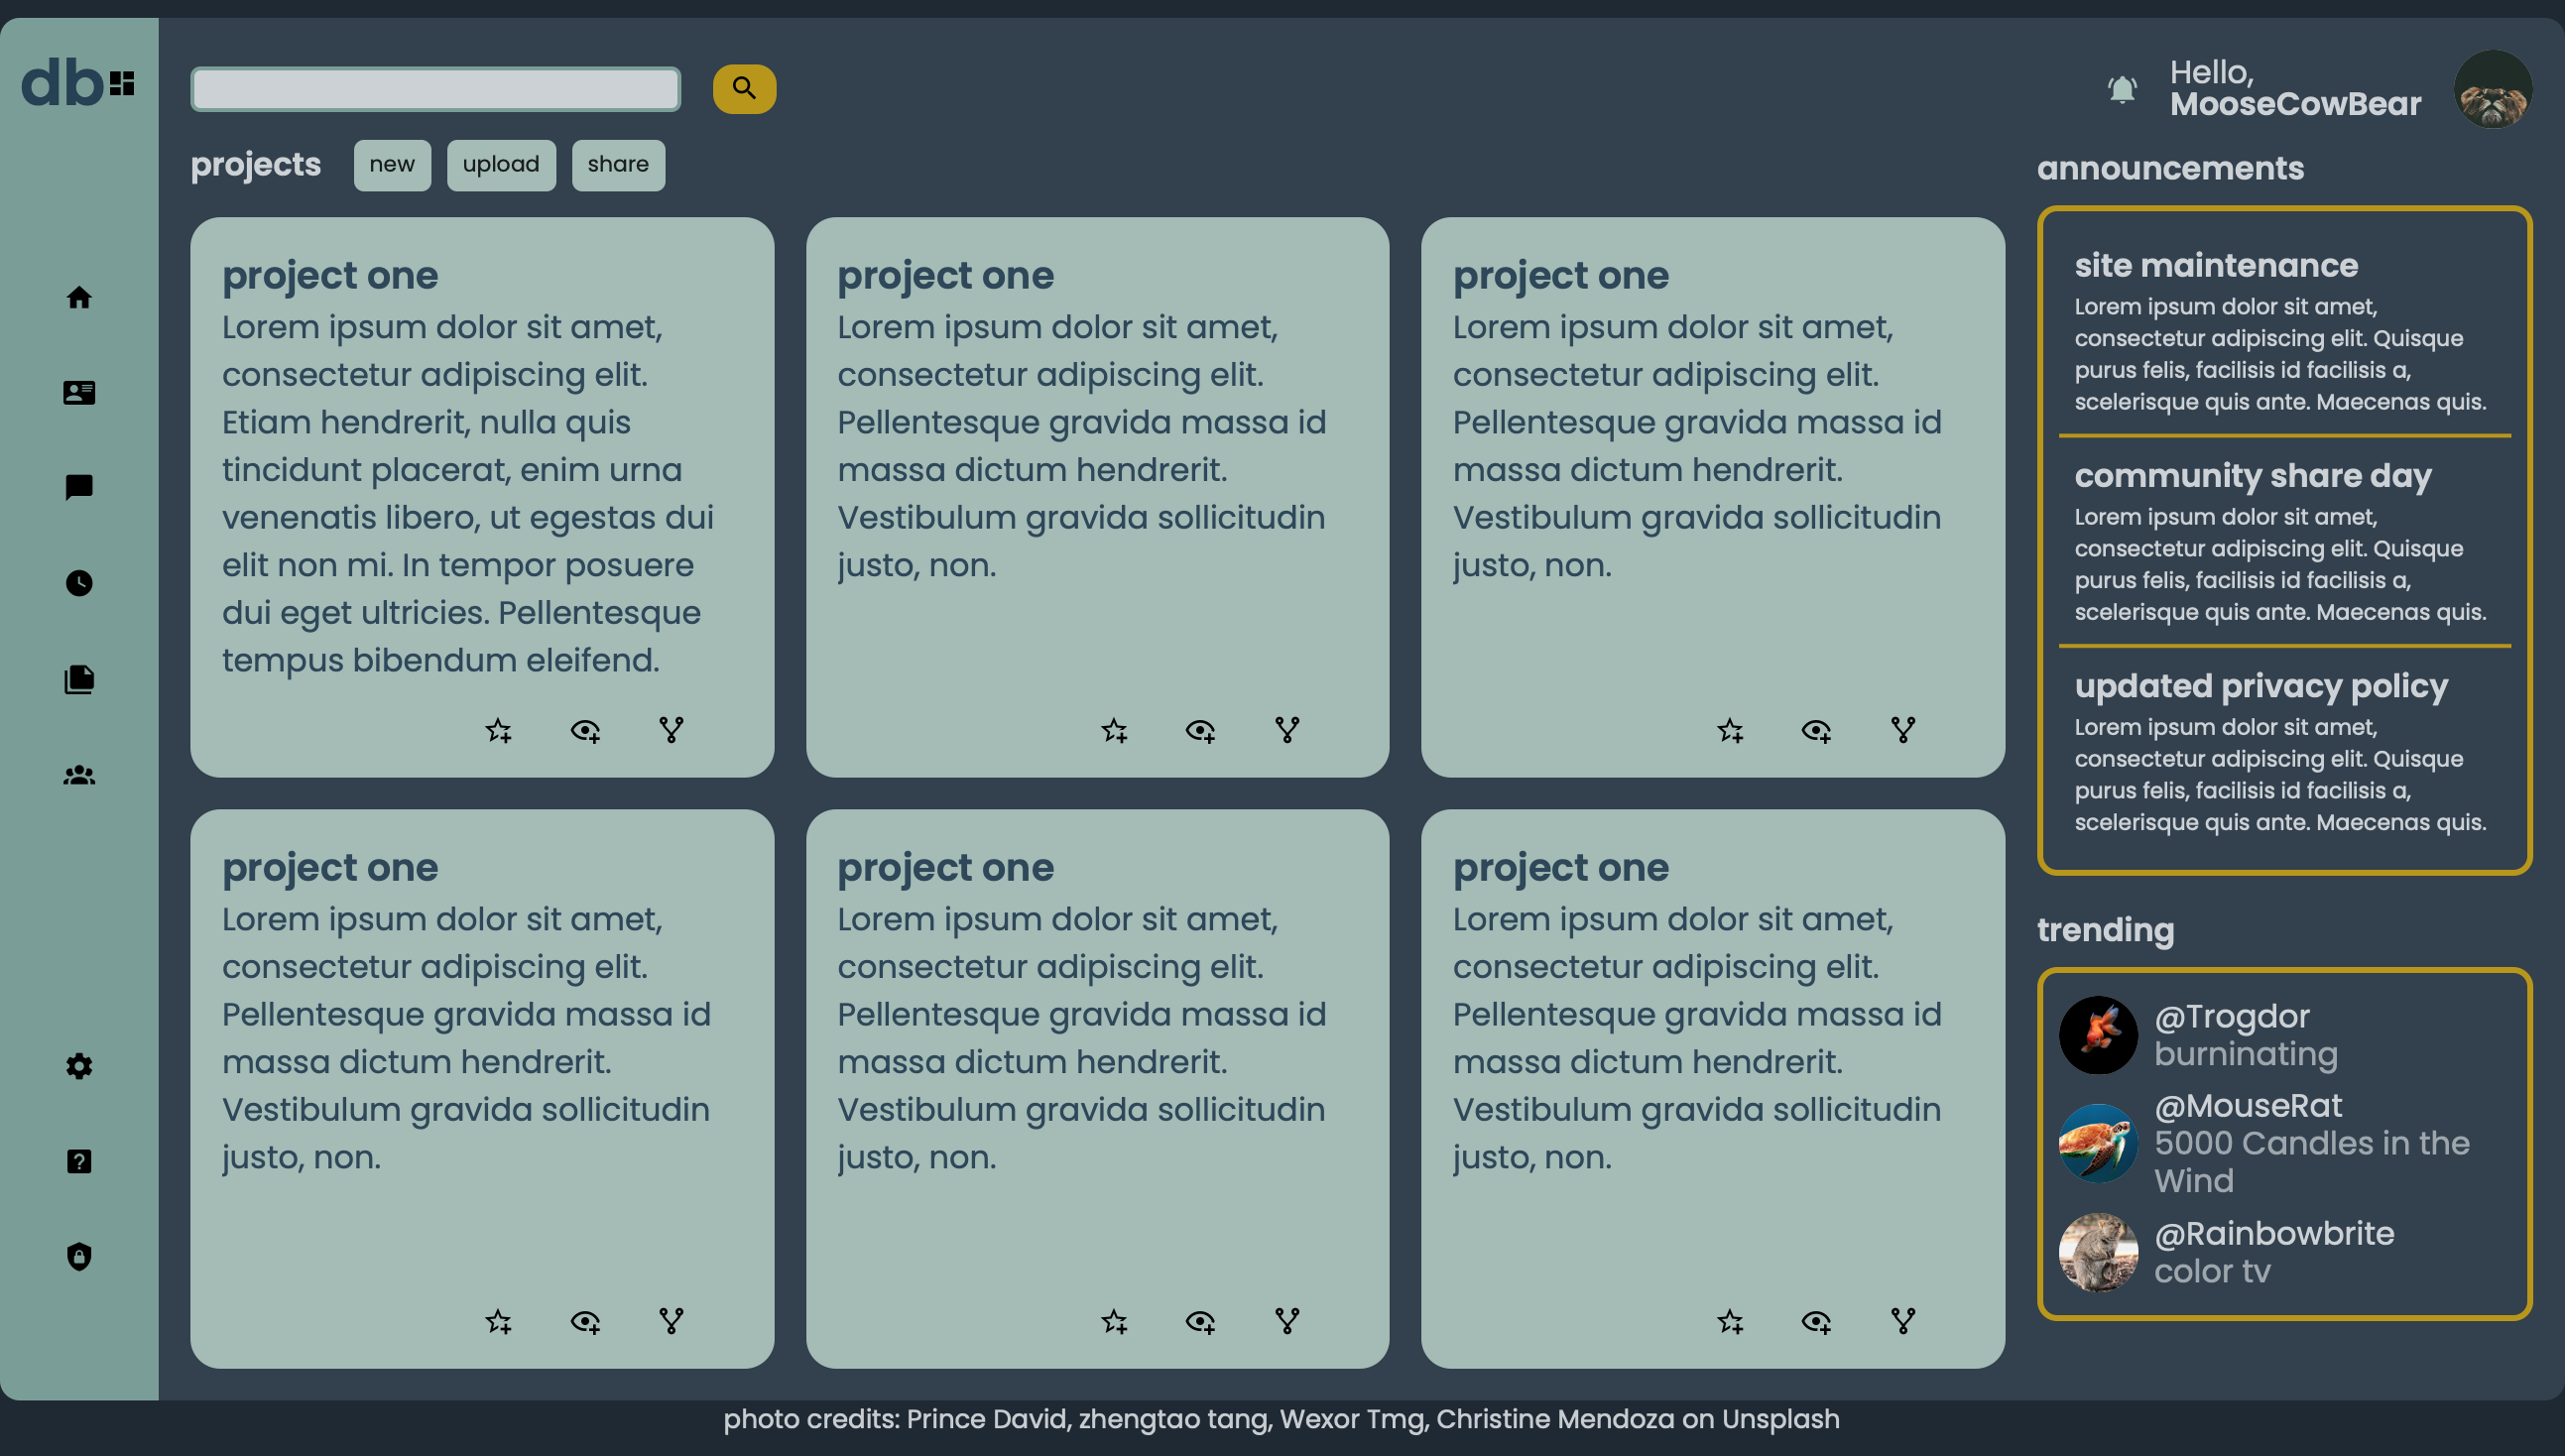 db
Hello,
MooseCowBear
projects
new
upload
share
project one
Lorem ipsum dolor sit amet,
consectetur adipiscing elit.
Etiam hendrerit, nulla quis
tincidunt placerat, enim urna
venenatis libero, ut egestas dui
elit non mi. In tempor posuere
dui eget ultricies. Pellentesque
tempus bibendum eleifend.
project one
Lorem ipsum dolor sit amet,
consectetur adipiscing elit.
Pellentesque gravida massa id
massa dictum hendrerit.
Vestibulum gravida sollicitudin
justo, non.
project one
Lorem ipsum dolor sit amet,
consectetur adipiscing elit.
Pellentesque gravida massa id
massa dictum hendrerit.
Vestibulum gravida sollicitudin
justo, non.
project one
Lorem ipsum dolor sit amet,
consectetur adipiscing elit.
Pellentesque gravida massa id
massa dictum hendrerit.
Vestibulum gravida sollicitudin
justo, non.
project one
Lorem ipsum dolor sit amet,
consectetur adipiscing elit.
Pellentesque gravida massa id
massa dictum hendrerit.
Vestibulum gravida sollicitudin
justo, non.
project one
Lorem ipsum dolor sit amet,
consectetur adipiscing elit.
Pellentesque gravida massa id
massa dictum hendrerit.
Vestibulum gravida sollicitudin
justo, non.
announcements
site maintenance
Lorem ipsum dolor sit amet,
consectetur adipiscing elit. Quisque
purus felis, facilisis id facilisis a,
scelerisque quis ante. Maecenas quis.
community share day
Lorem ipsum dolor sit amet,
consectetur adipiscing elit. Quisque
purus felis, facilisis id facilisis a,
scelerisque quis ante. Maecenas quis.
updated privacy policy
Lorem ipsum dolor sit amet,
consectetur adipiscing elit. Quisque
purus felis, facilisis id facilisis a,
scelerisque quis ante. Maecenas quis.
trending
@Trogdor
burninating
@MouseRat
5000 Candles in the
Wind
@Rainbowbrite
color tv
photo credits: Prince David, zhengtao tang, Wexor Tmg, Christine Mendoza on Unsplash